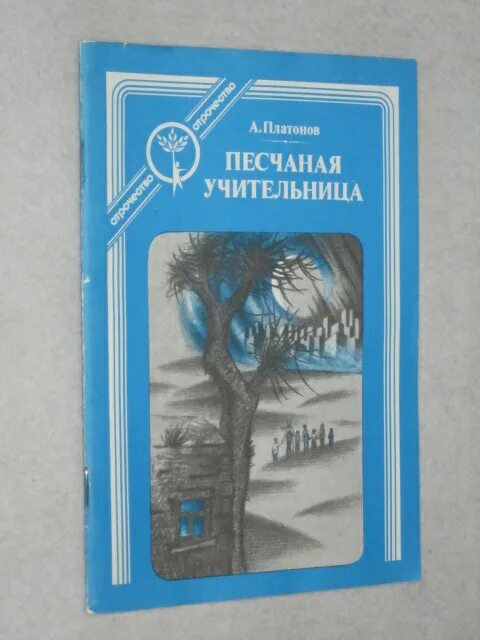 отрочество
отрочество
А.Платонов
ПЕСЧАНАЯ
УЧИТЕЛЬНИЦА